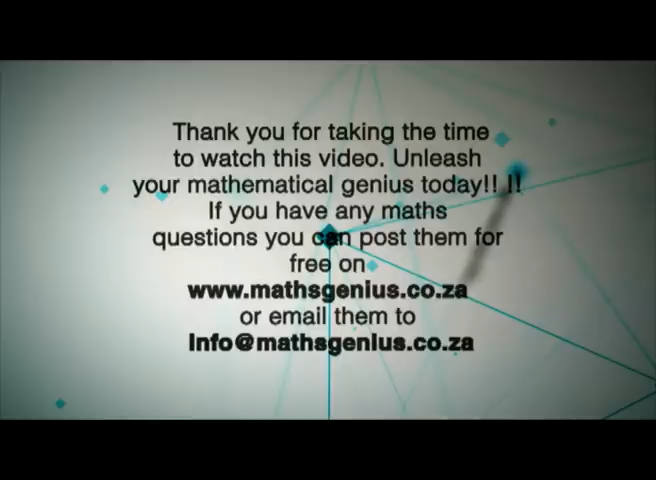 Thank you for taking the time
to watch this video. Unleash
your mathematical genius today!! !!
If you have any maths
questions you can post them for
free on
www.mathsgenius.co.za
or email them to
Info@mathsgenius.co.za